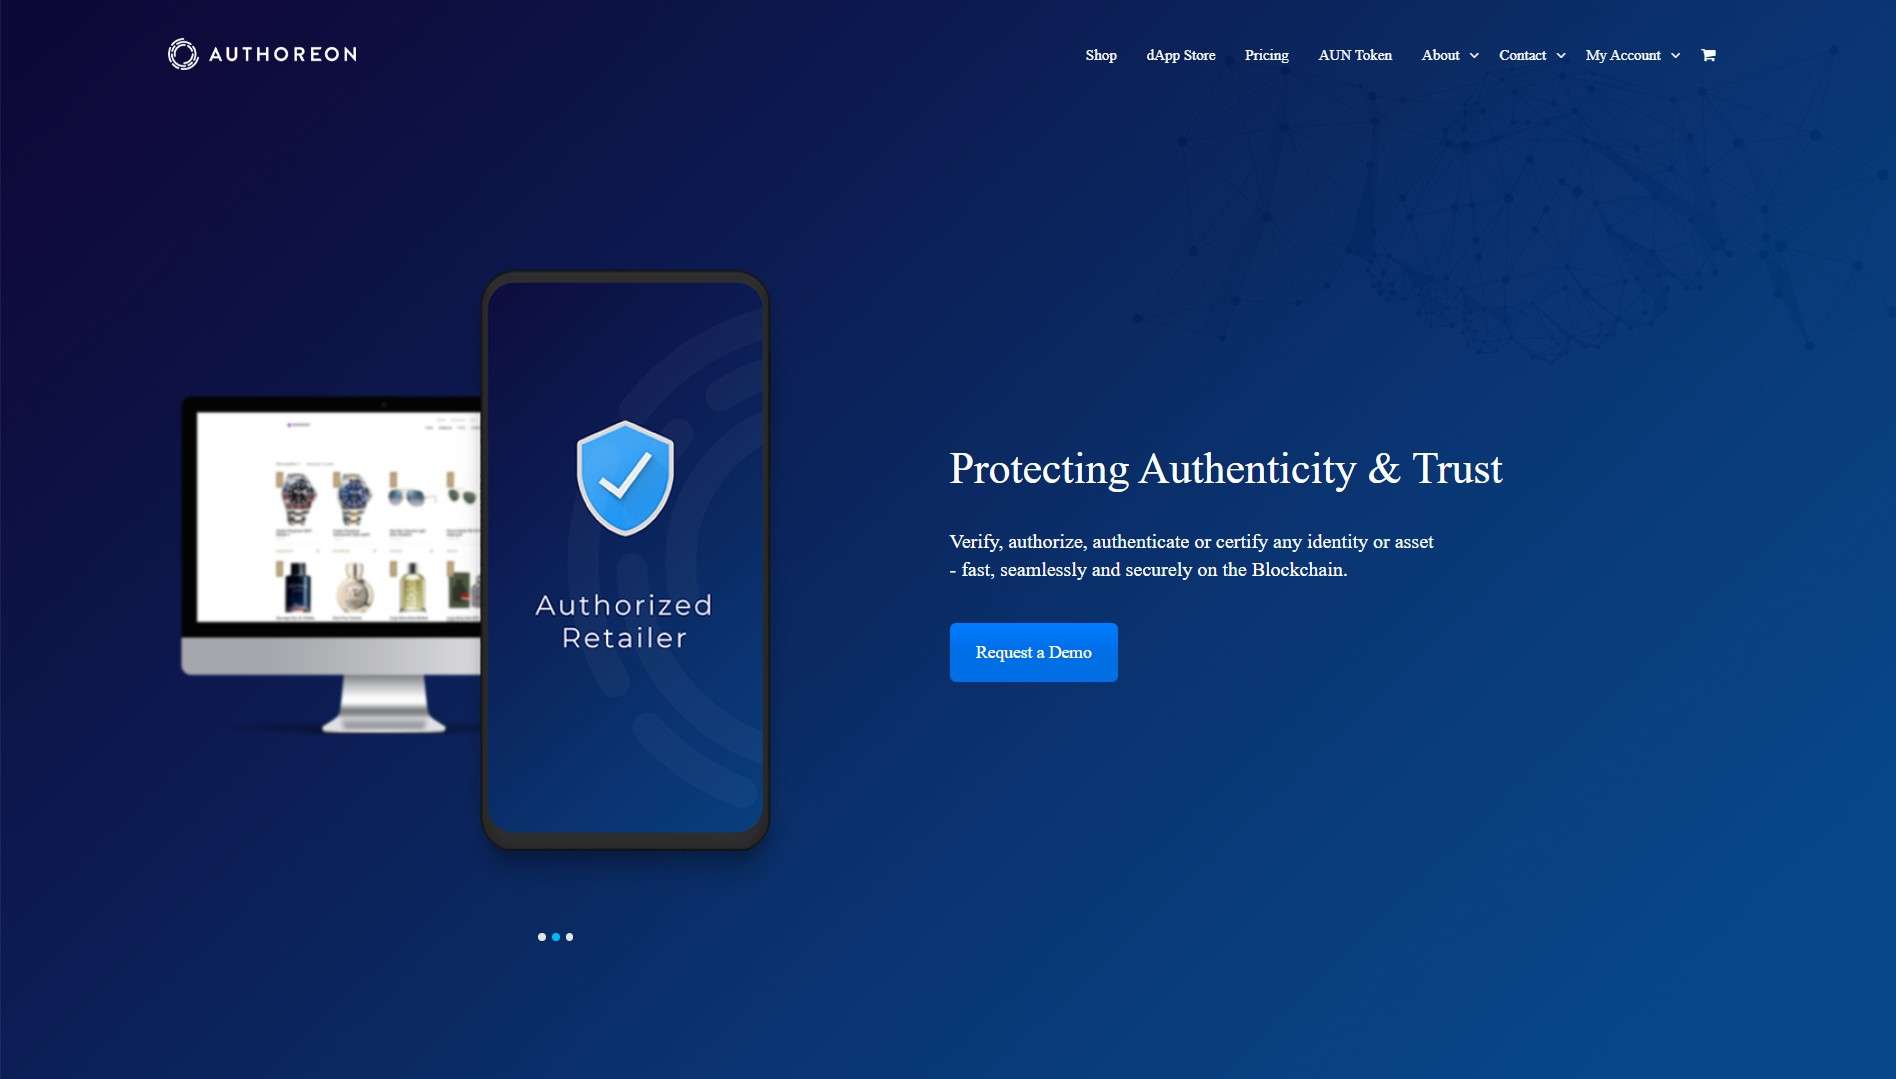 AUTHOREON
Shop
dApp Store
Pricing
AUN Token
About
Contact
My Account
Authorized
Retailer
Protecting Authenticity & Trust
Verify, authorize, authenticate or certify any identity or asset
- fast, seamlessly and securely on the Blockchain.
Request a Demo